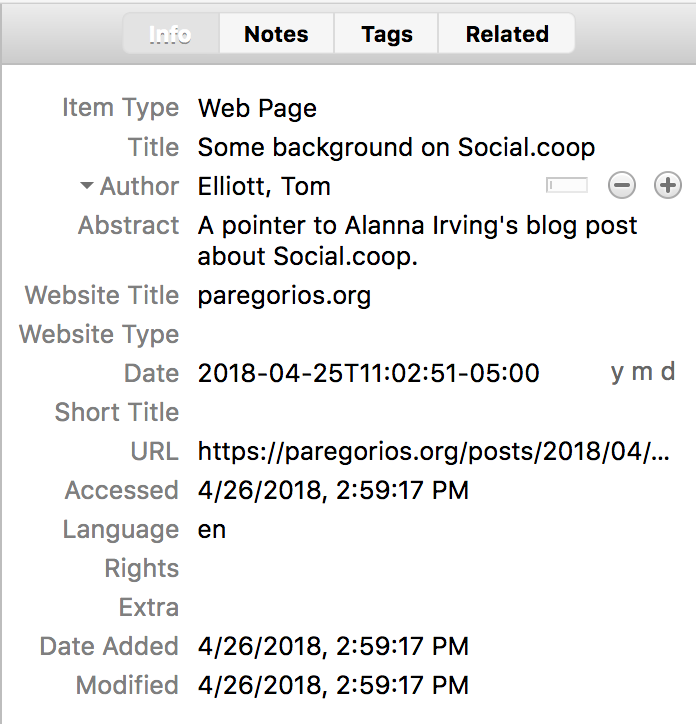 Info Notes Tags Related
Item Type Web Page
Title Some background on Social.coop
Author Elliott, Tom
Abstract A pointer to Alanna Irving's blog post
about Social.coop.
Website Title paregorios.org
Website Type
Date 2018-04-25T11:02:51-05:00 y m d
Short Title
URL https://paregorios.org/posts/2018/04/...
Accessed 4/26/2018, 2:59:17 PM
Language en
Rights
Extra
Date Added 4/26/2018, 2:59:17 PM
Modified 4/26/2018, 2:59:17 PM